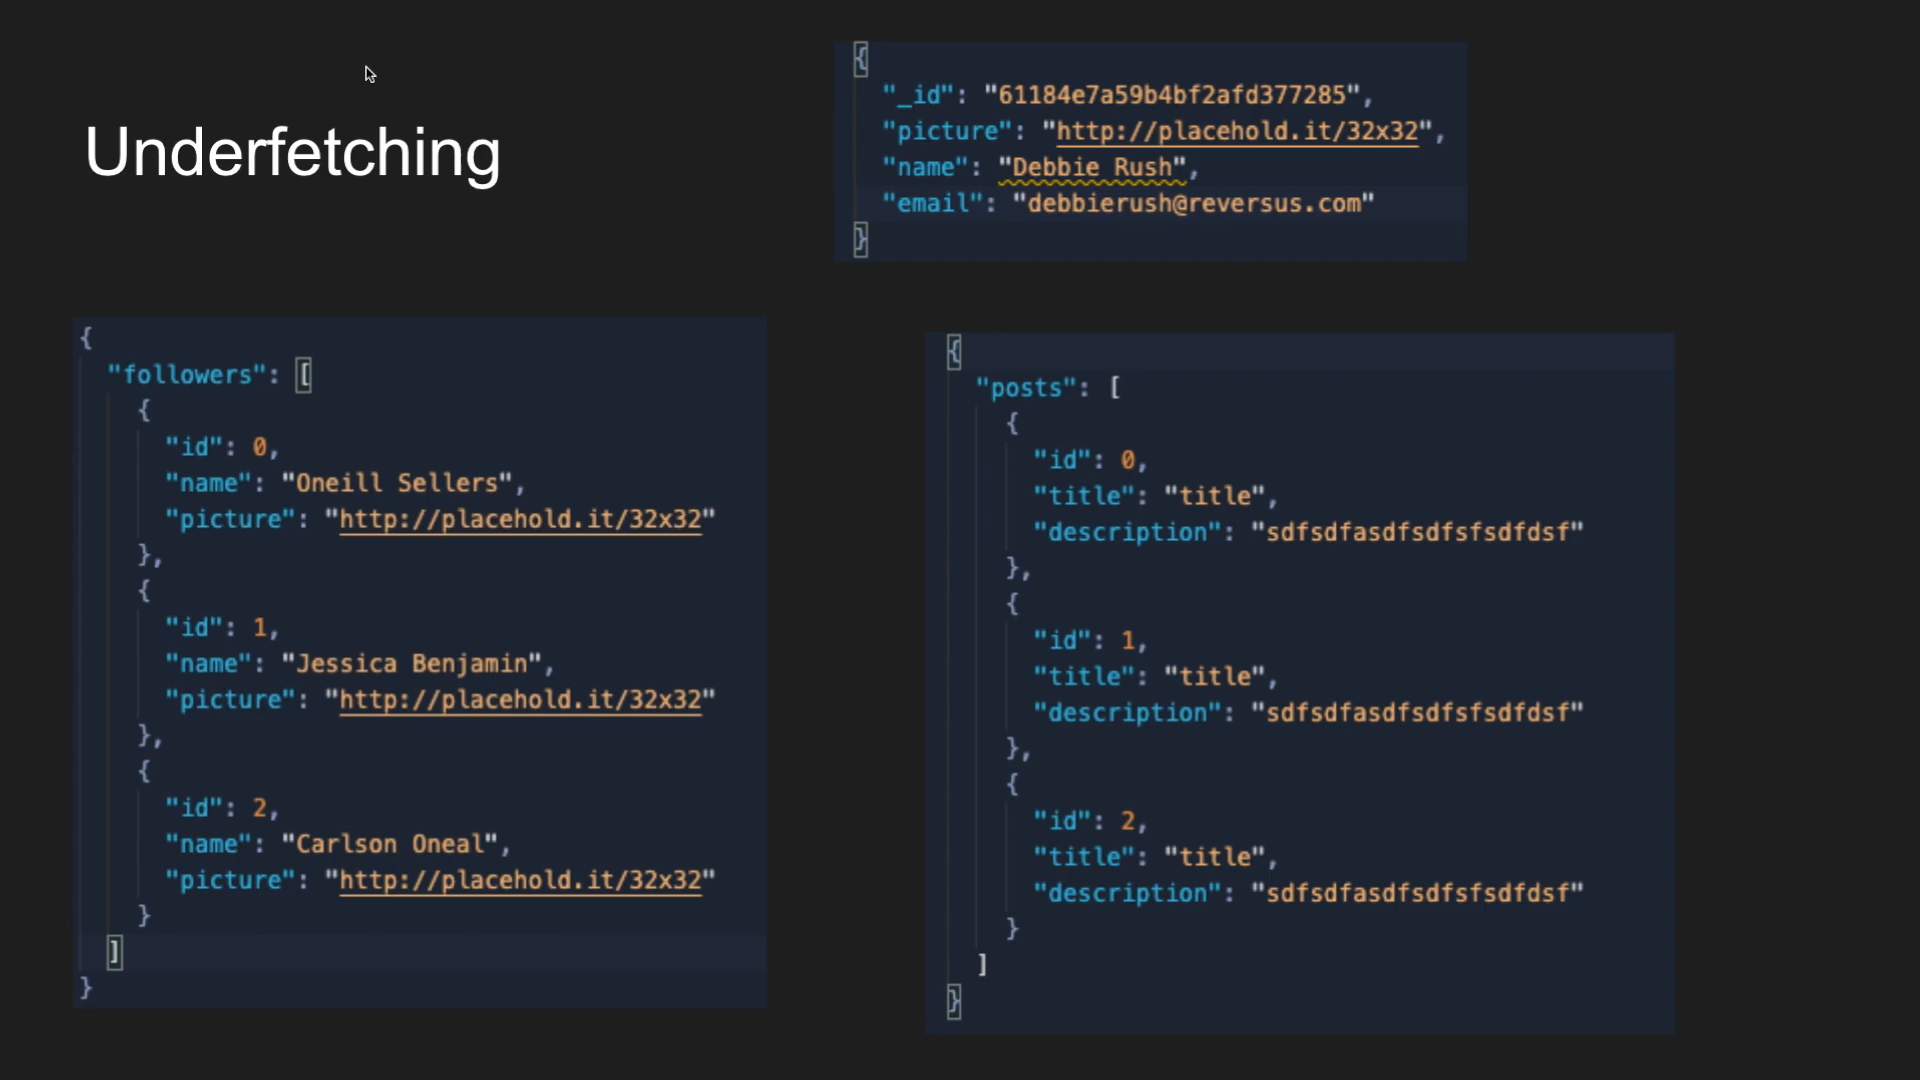 Underfetching
{
"_id": "61184e7a59b4bf2afd377285",
"picture": "http://placehold.it/32x32",
"name": "Debbie Rush",
"email": "debbierush@reversus.com"
}
{
"followers": [
{
"id": 0,
"name": "Oneill Sellers",
"picture": "http://placehold.it/32x32"
},
{
"id": 1,
"name": "Jessica Benjamin",
"picture": "http://placehold.it/32x32"
},
{
"id": 2,
"name": "Carlson Oneal",
"picture": "http://placehold.it/32x32"
}
]
}
{
"posts": [
{
"id": 0,
"title": "title",
"description": "sdfsdfasdfsdfsfsdfdsf"
},
{
"id": 1,
"title": "title",
"description": "sdfsdfasdfsdfsfsdfdsf"
},
{
"id": 2,
"title": "title",
"description": "sdfsdfasdfsdfsfsdfdsf"
}
]
}